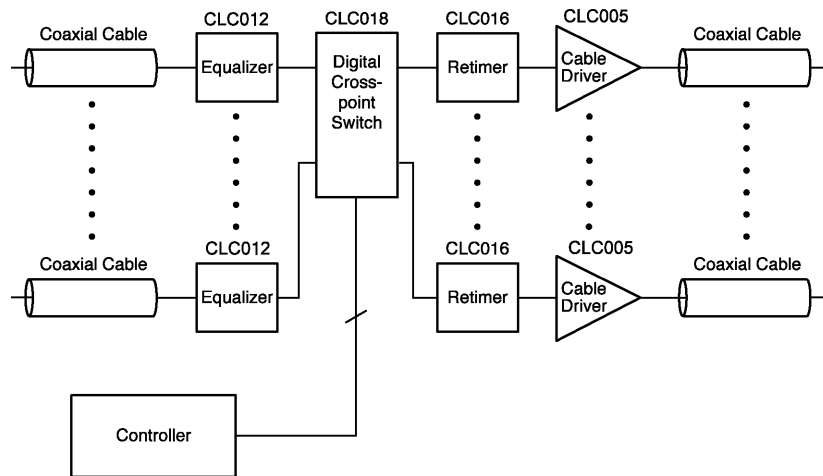 CLC012
CLC018
CLC016
CLC005
Coaxial Cable
Equalizer
Digital
Cross-
point
Switch
Retimer
Cable
Driver
Coaxial Cable
CLC012
CLC016
CLC005
Coaxial Cable
Equalizer
Retimer
Cable
Driver
Coaxial Cable
Controller